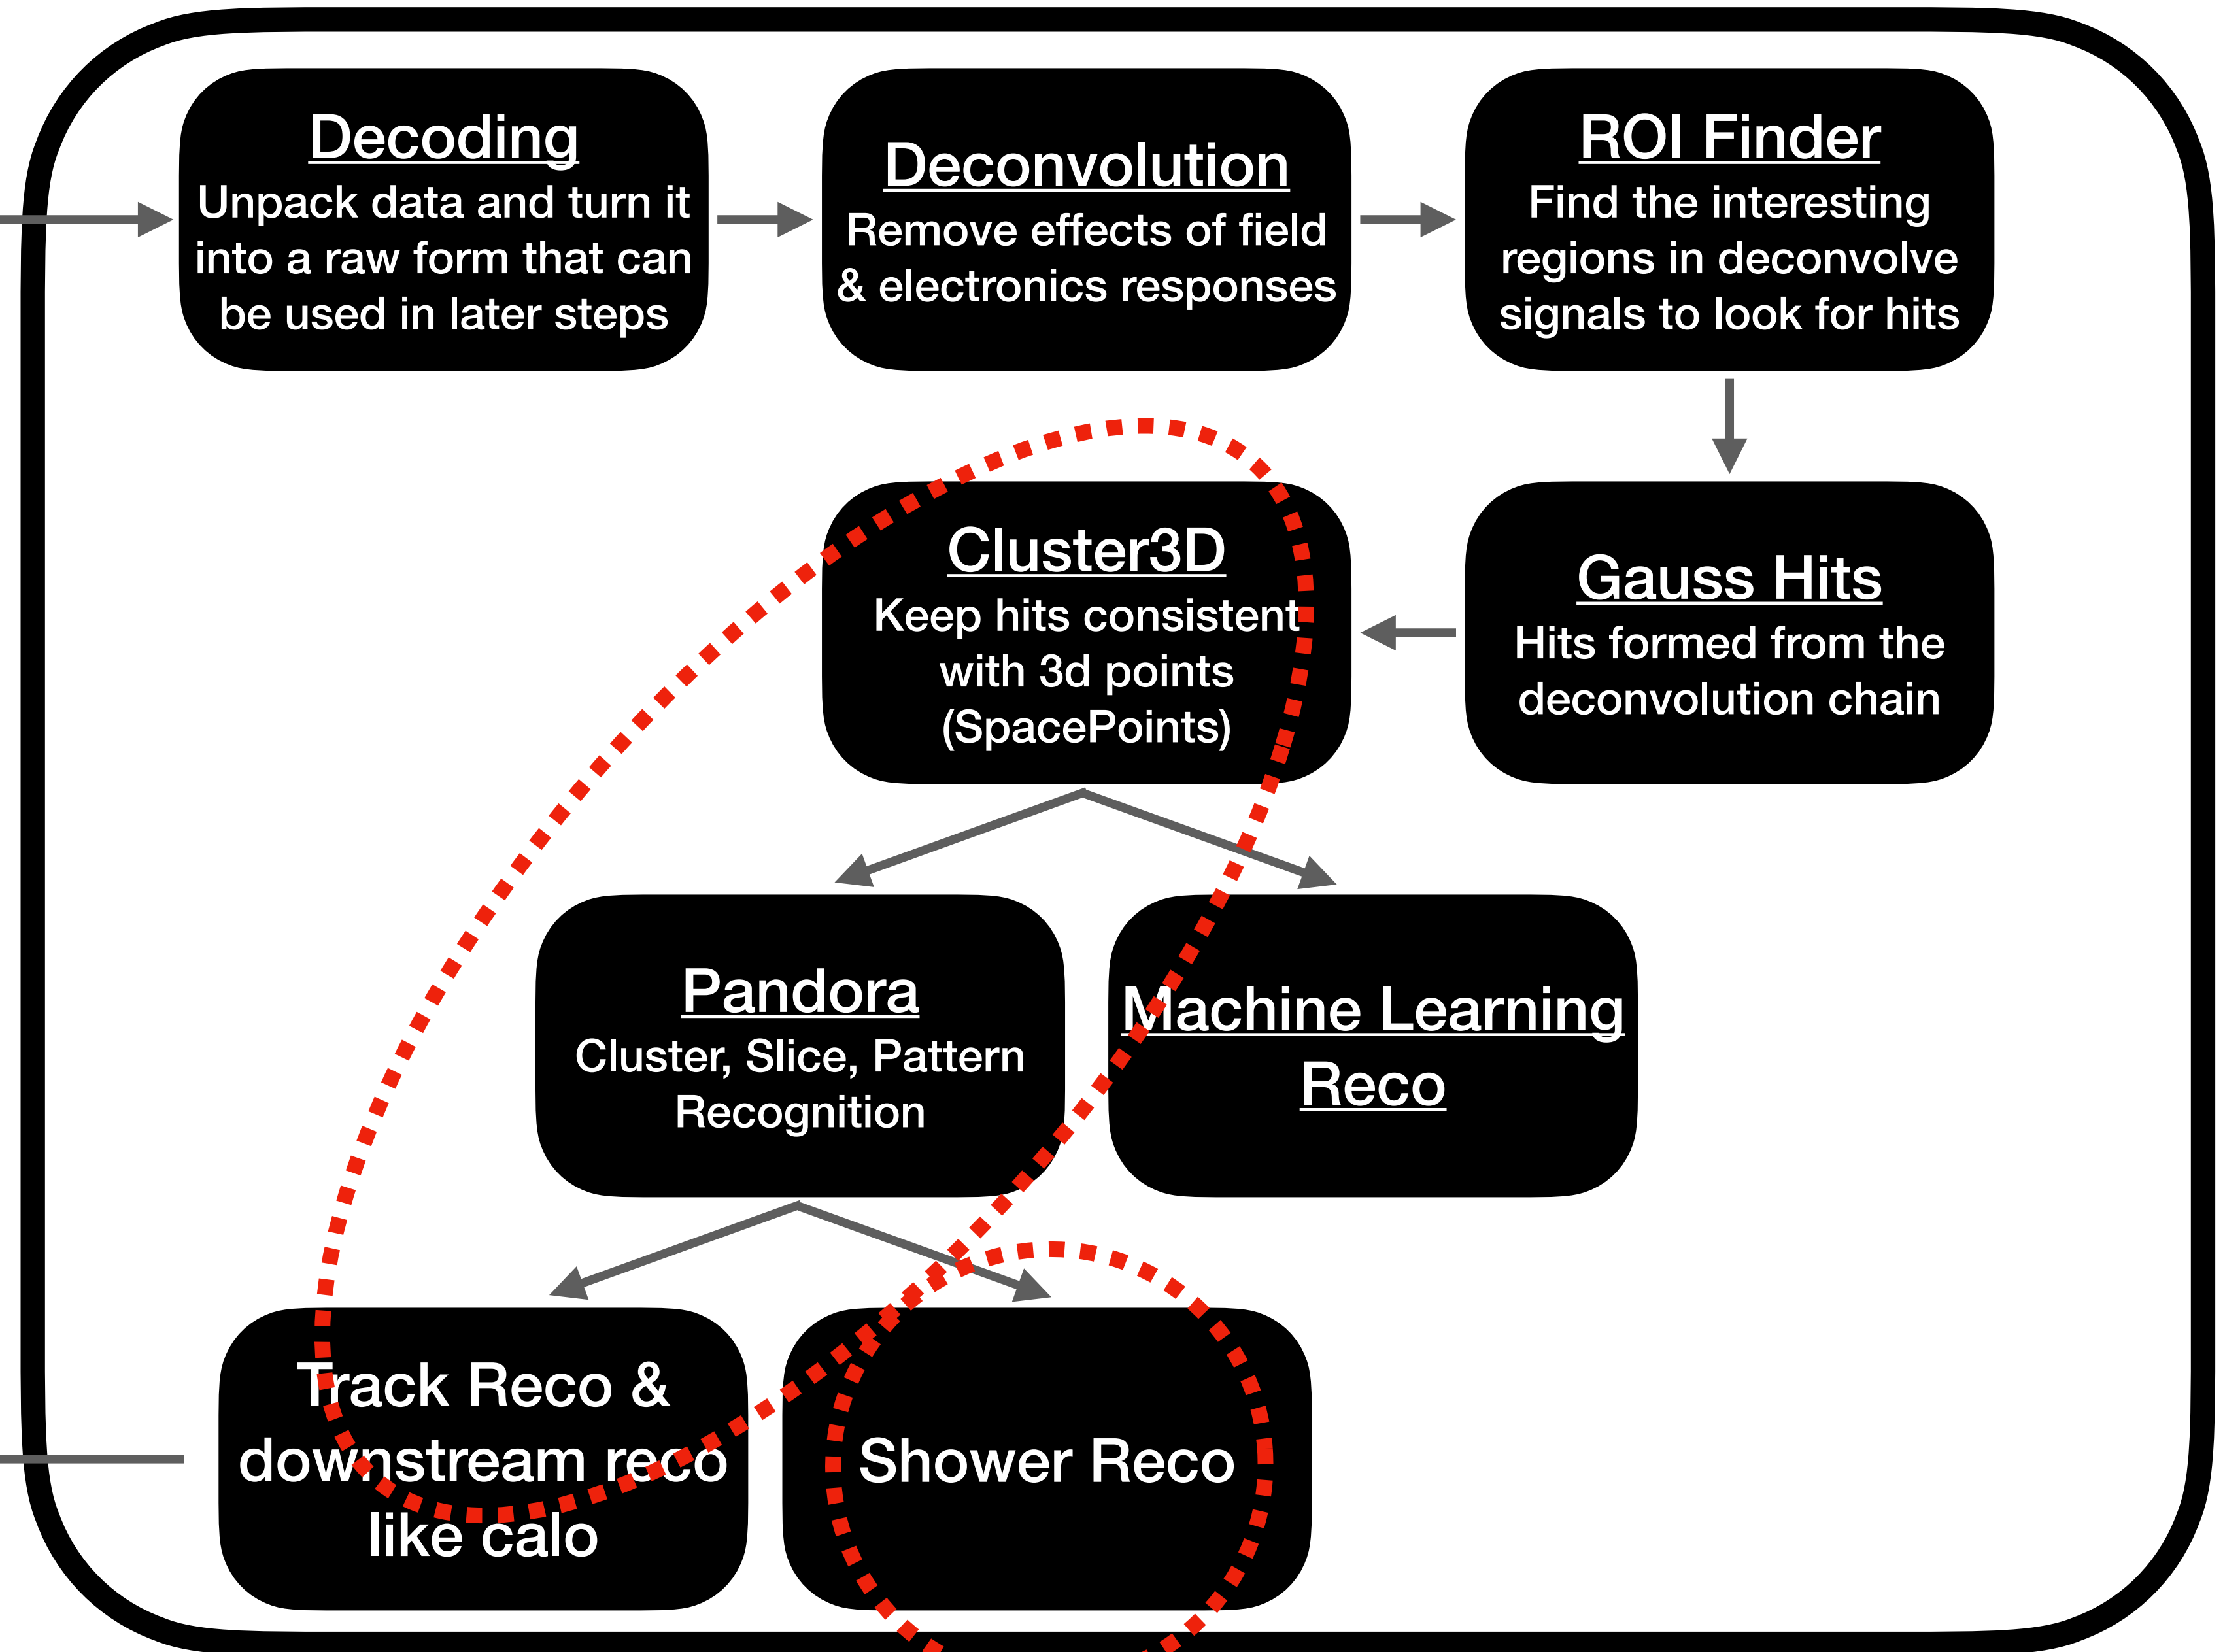 Decoding
Unpack data and turn it
into a raw form that can
be used in later steps
Deconvolution
Remove effects of field
& electronics responses
ROI Finder
Find the interesting
regions in deconvolve
signals to look for hits
Cluster3D
Keep hits consistent
with 3d points
(SpacePoints)
Gauss Hits
Hits formed from the
deconvolution chain
Pandora
Cluster, Slice, Pattern
Recognition
Machine Learning
Reco
Track Reco &
downstream reco
like calo
Shower Reco